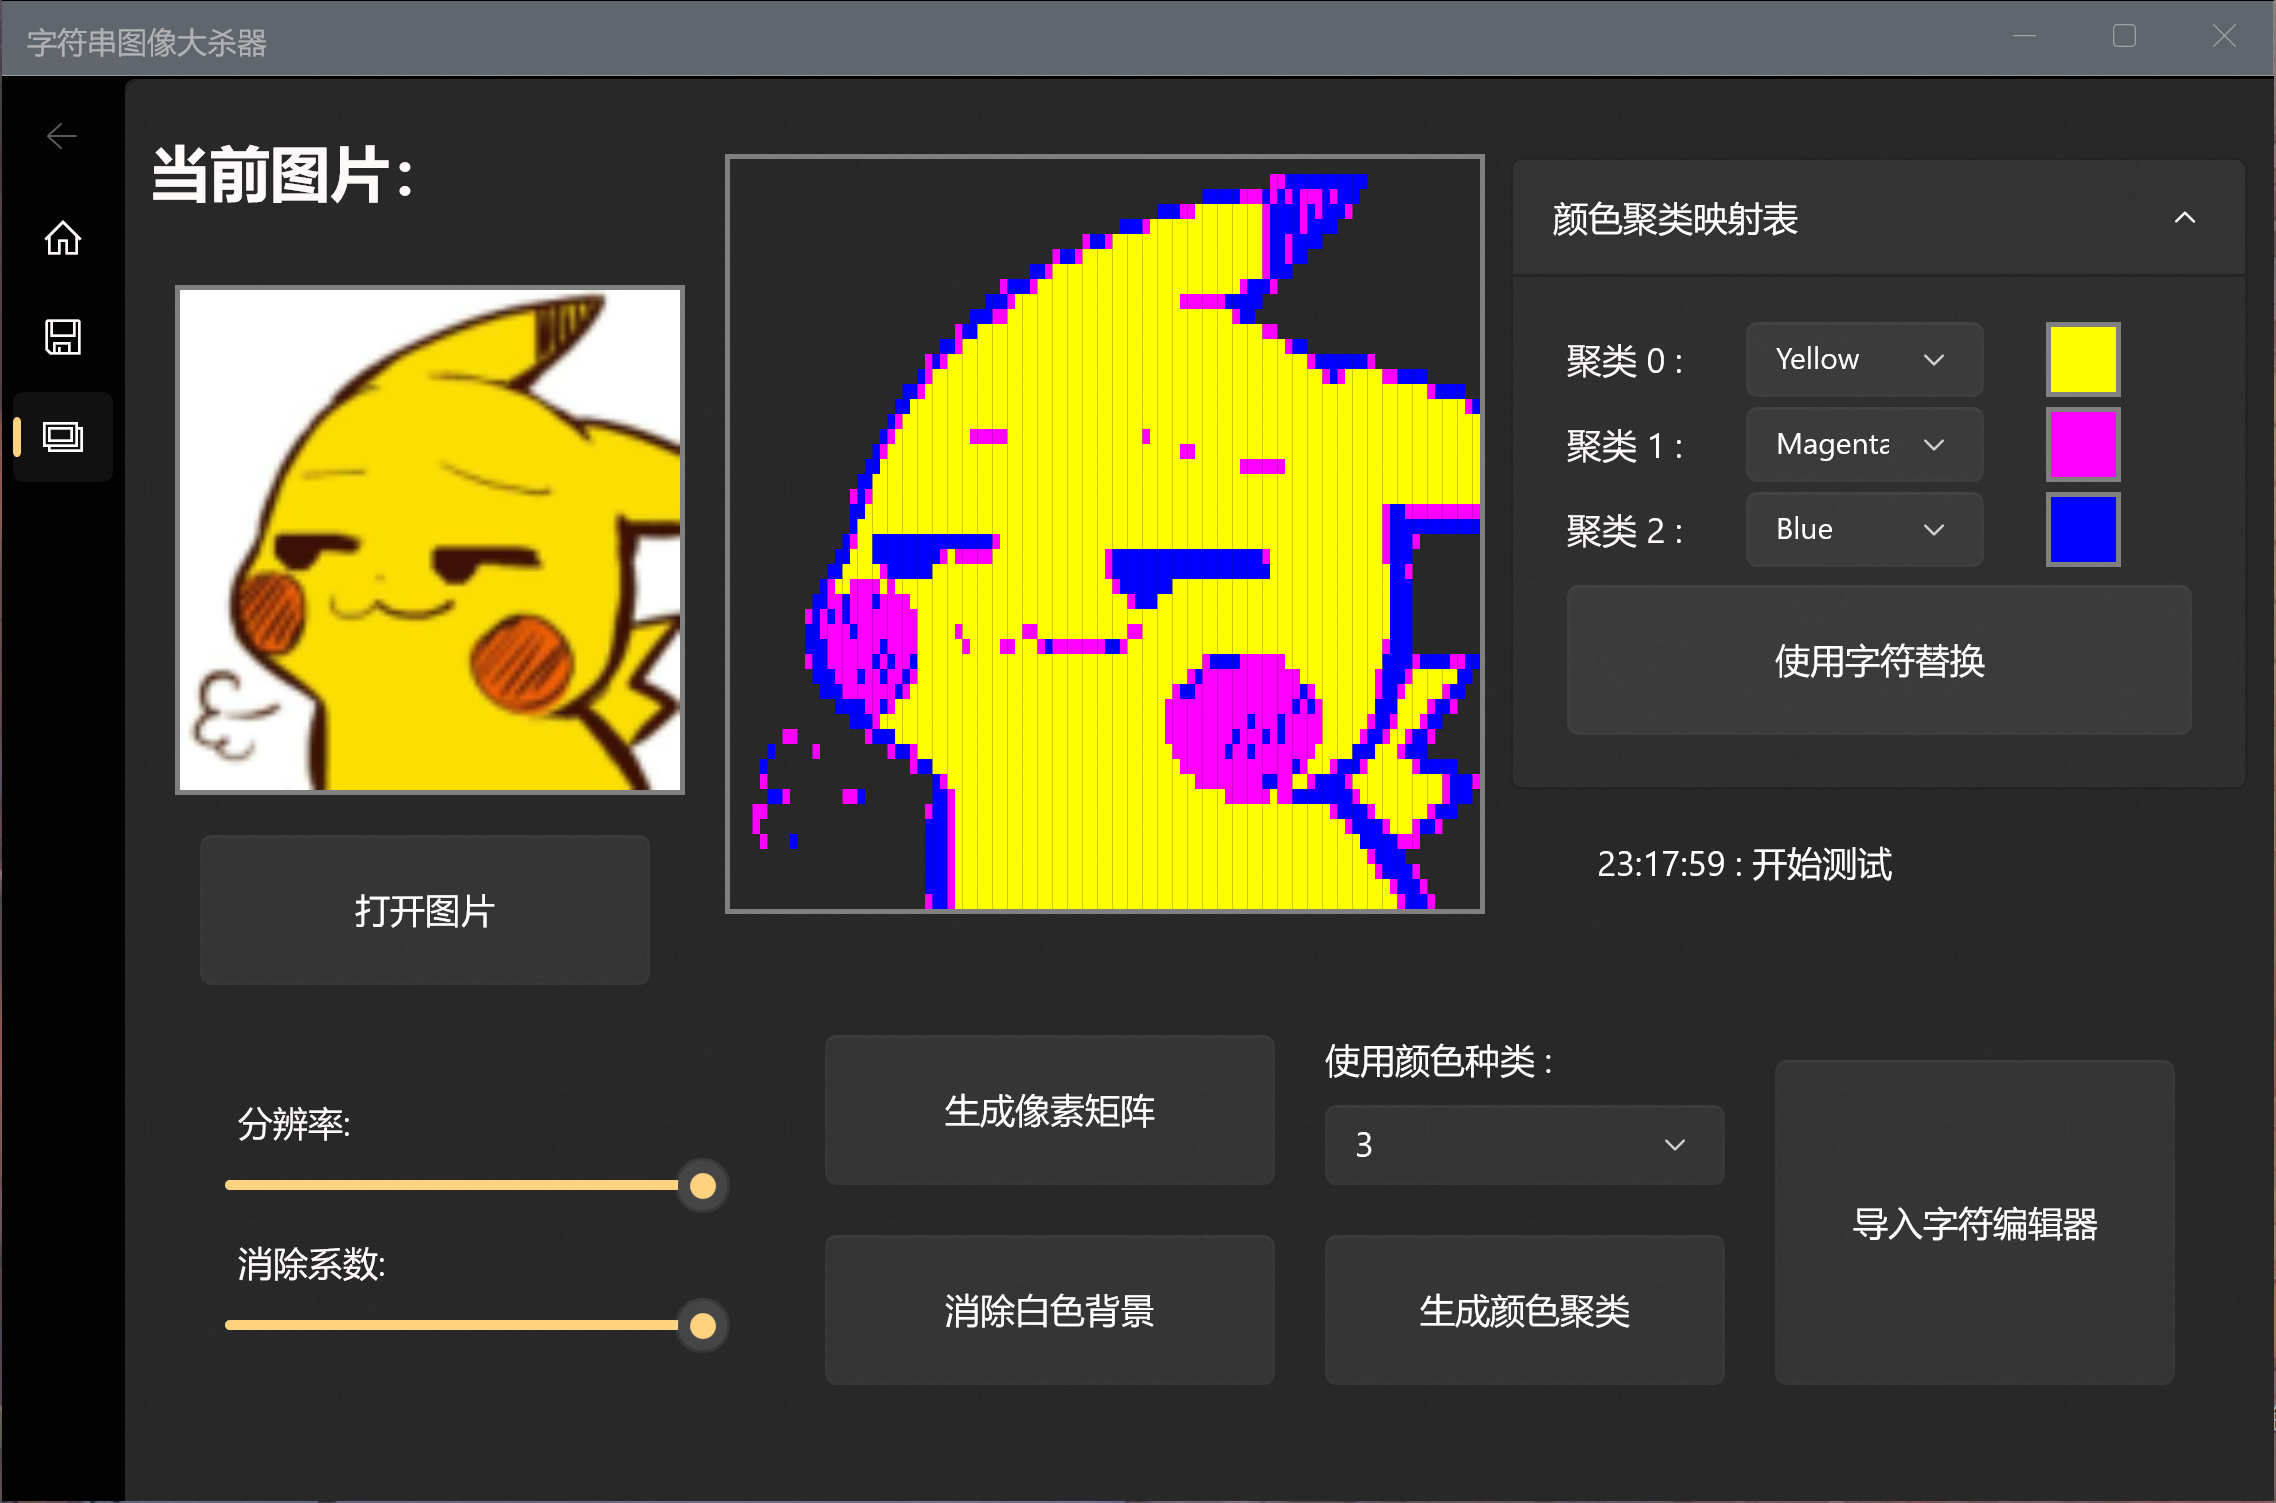 字符串图像大杀器
当前图片：
打开图片
分辨率:
消除系数:
生成像素矩阵
消除白色背景
使用颜色种类 :
3
生成颜色聚类
导入字符编辑器
颜色聚类映射表
聚类 0 :
Yellow
聚类 1 :
Magenta
聚类 2 :
Blue
使用字符替换
23:17:59 : 开始测试